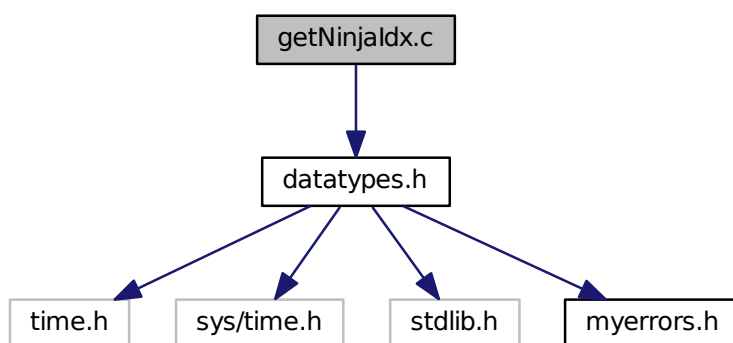 getNinjaIdx.c
datatypes.h
time.h
sys/time.h
stdlib.h
myerrors.h